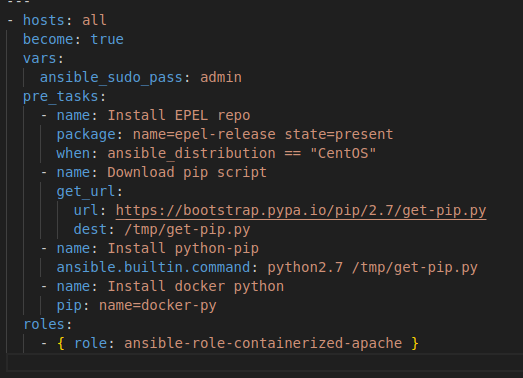 ---
- hosts: all
  become: true
  vars:
    ansible_sudo_pass: admin
  pre_tasks:
    - name: Install EPEL repo
      package: name=epel-release state=present
      when: ansible_distribution == "CentOS"
    - name: Download pip script
      get_url:
        url: https://bootstrap.pypa.io/pip/2.7/get-pip.py
        dest: /tmp/get-pip.py
    - name: Install python-pip
      ansible.builtin.command: python2.7 /tmp/get-pip.py
    - name: Install docker python
      pip: name=docker-py
  roles:
    - { role: ansible-role-containerized-apache }